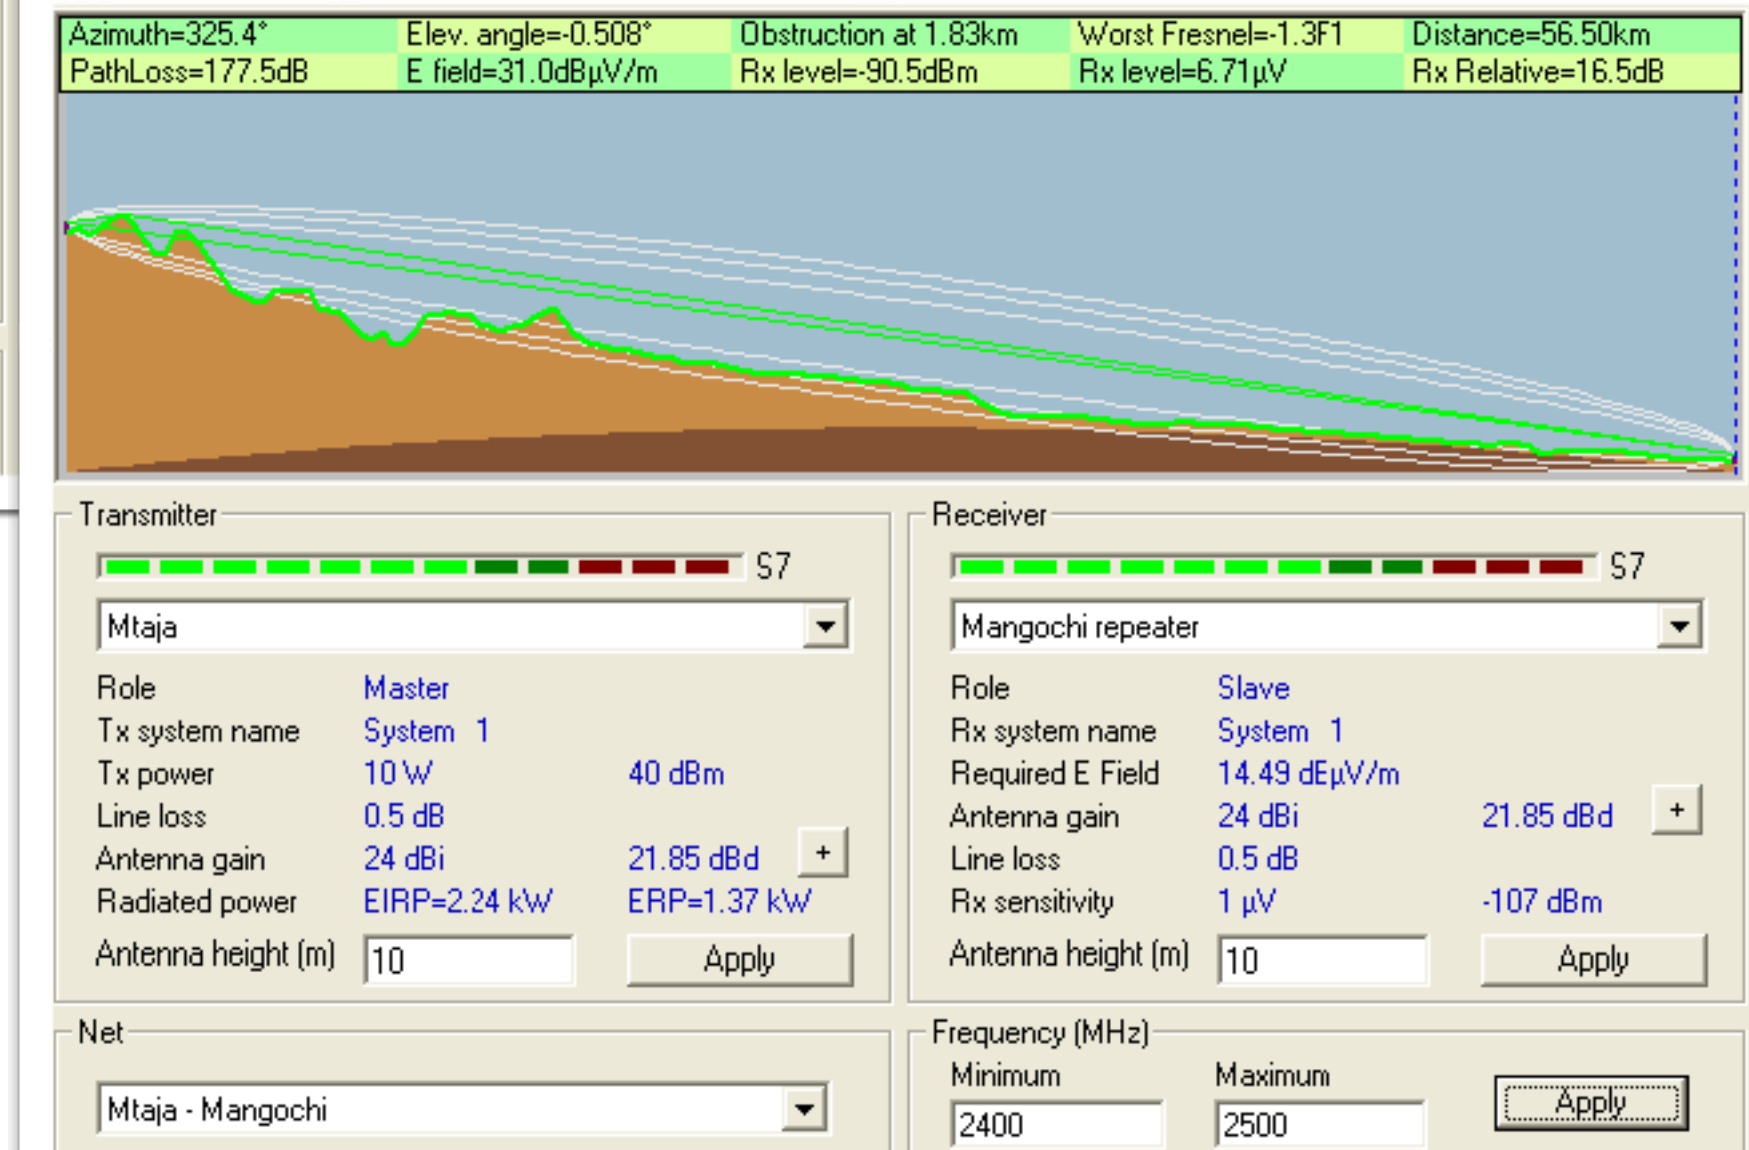 Azimuth=325.4° Elev. angle=-0.508° Obstruction at 1.83km Worst Fresnel=-1.3F1 Distance=56.50km
PathLoss=177.5dB E field=31.0dBµV/m Rx level=-90.5dBm Rx level=6.71µV Rx Relative=16.5dB
Transmitter
S7
Mtaja
Role Master
Tx system name System 1
Tx power 10 W 40 dBm
Line loss 0.5 dB
Antenna gain 24 dBi 21.85 dBd +
Radiated power EIRP=2.24 kW ERP=1.37 kW
Antenna height (m) 10 Apply
Receiver
S7
Mangochi repeater
Role Slave
Rx system name System 1
Required E Field 14.49 dEµV/m
Antenna gain 24 dBi 21.85 dBd +
Line loss 0.5 dB
Rx sensitivity 1 µV -107 dBm
Antenna height (m) 10 Apply
Net
Mtaja - Mangochi
Frequency (MHz)
Minimum Maximum
2400 2500 Apply